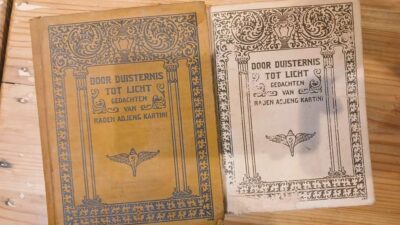 DOOR DUISTERNIS
TOT LICHT
GEDACHTEN
VAN
RADEN ADJENG KARTINI
DOOR DUISTERNIS
TOT LICHT
GEDACHTEN
VAN
RADEN ADJENG KARTINI